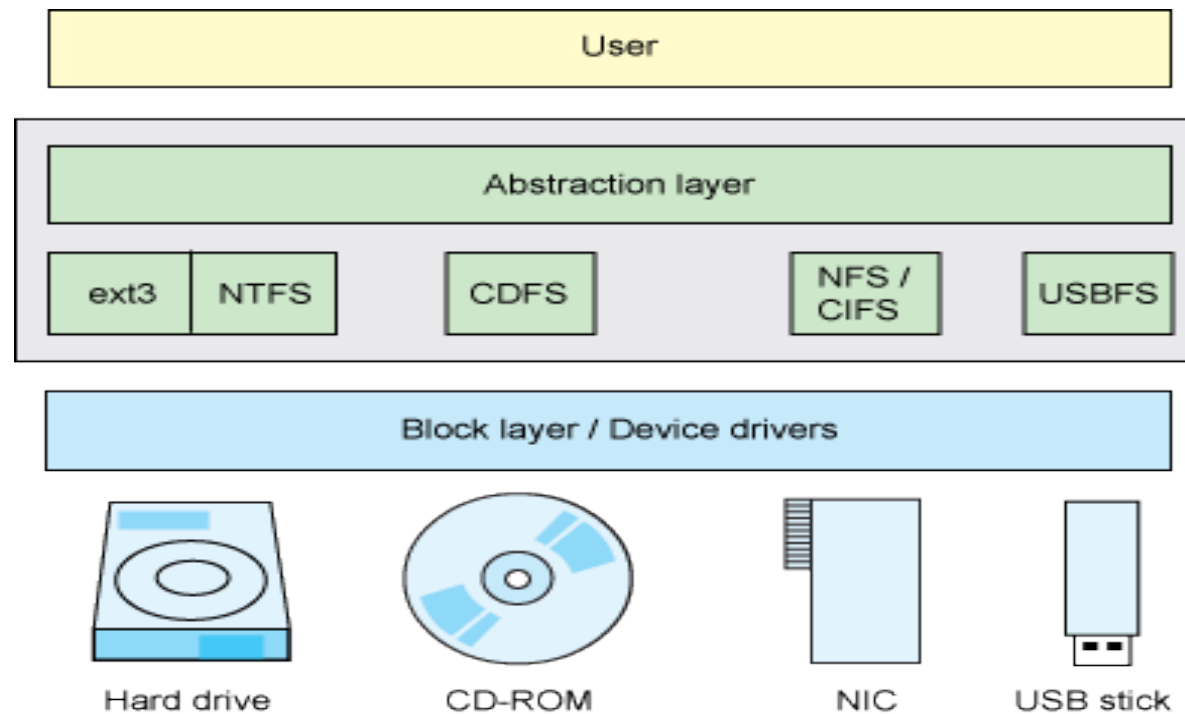 User
Abstraction layer
ext3
NTFS
CDFS
NFS /
CIFS
USBFS
Block layer / Device drivers
Hard drive
CD-ROM
NIC
USB stick